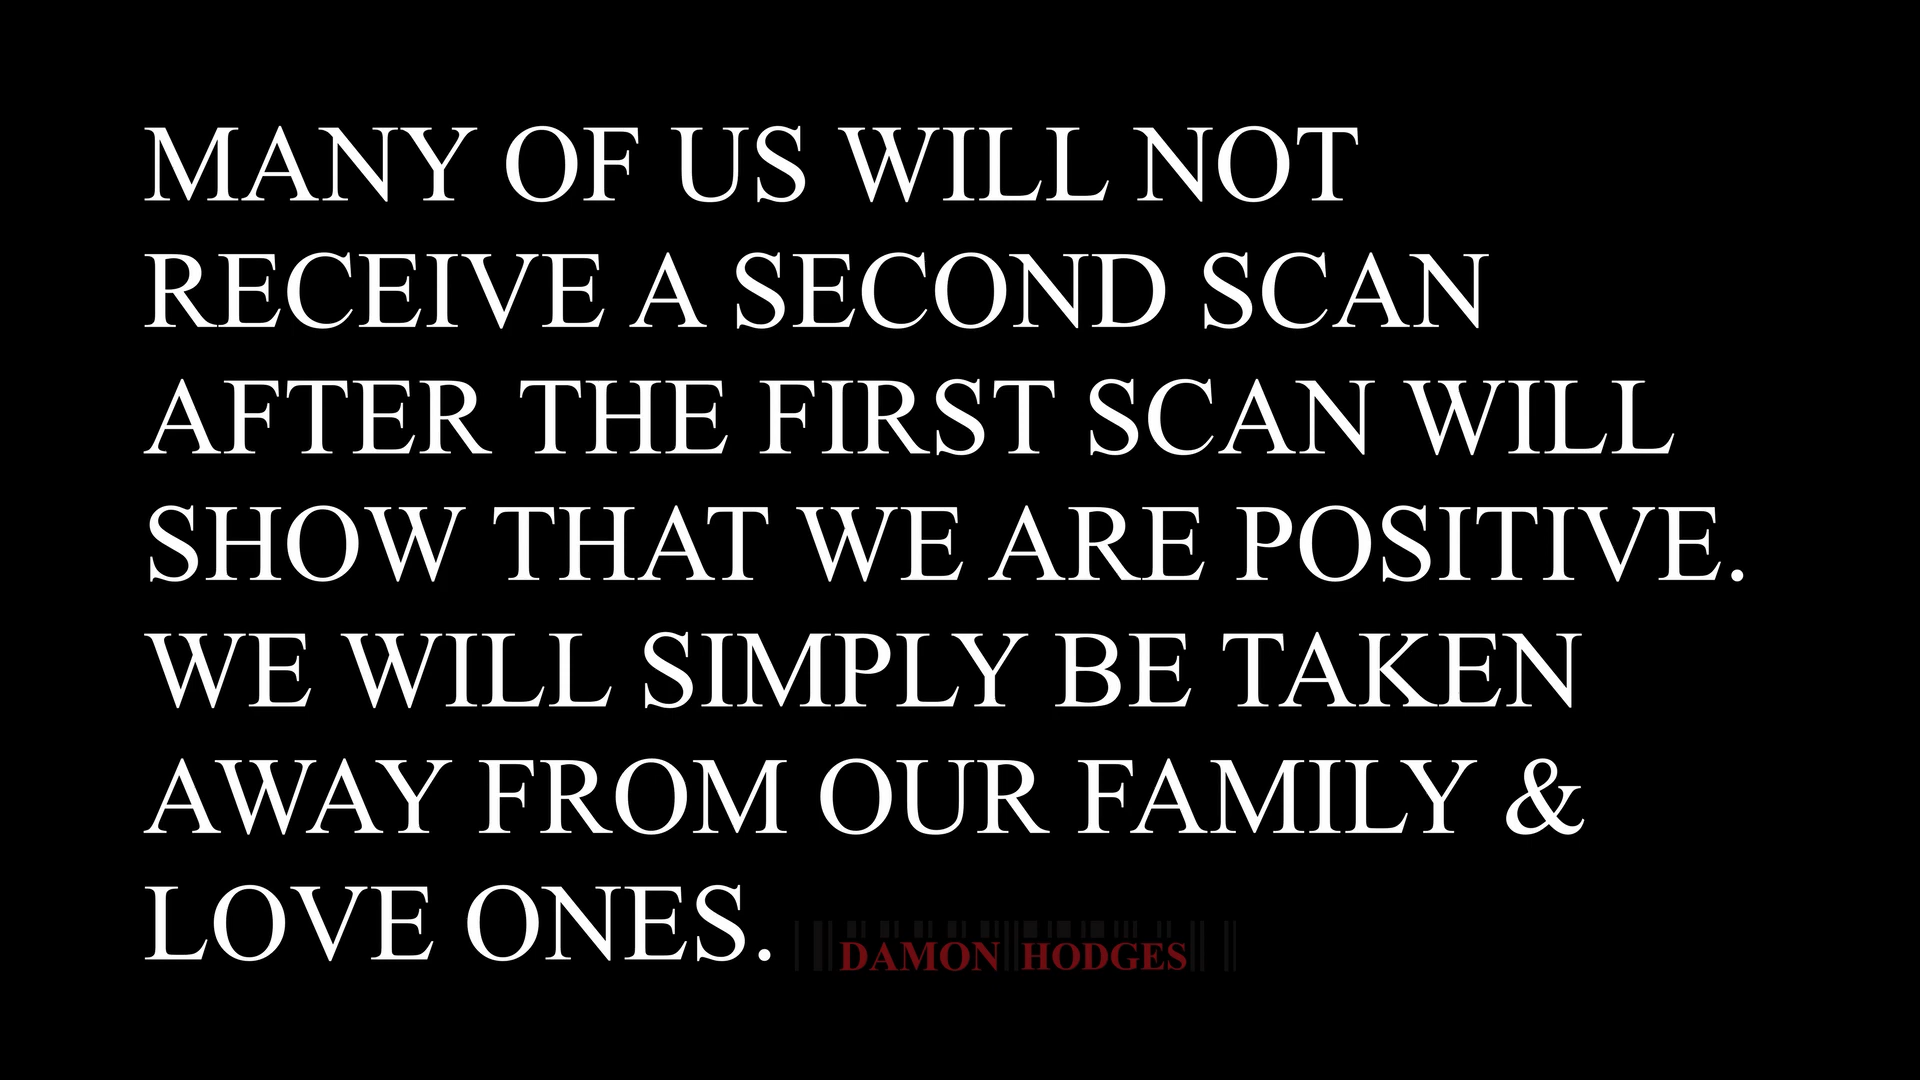 MANY OF US WILL NOT
RECEIVE A SECOND SCAN
AFTER THE FIRST SCAN WILL
SHOW THAT WE ARE POSITIVE.
WE WILL SIMPLY BE TAKEN
AWAY FROM OUR FAMILY &
LOVE ONES.
DAMON HODGES